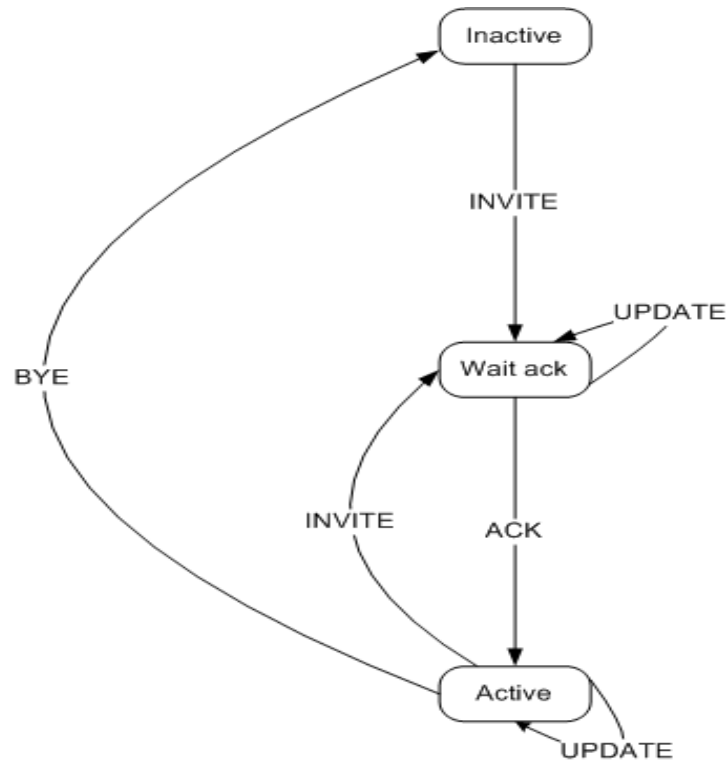 Inactive
INVITE
UPDATE
Wait ack
BYE
INVITE
ACK
Active
UPDATE